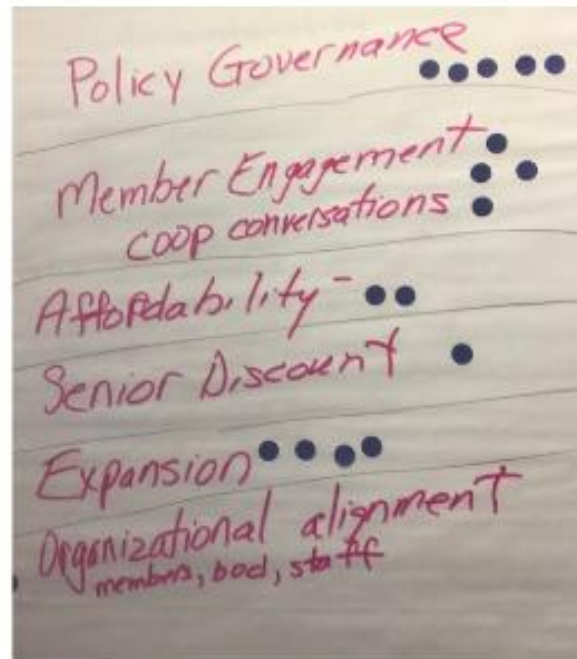 Policy Governance
Member Engagement
coop conversations
Affordability -
Senior Discount
Expansion
Organizational alignment
members, bod, staff